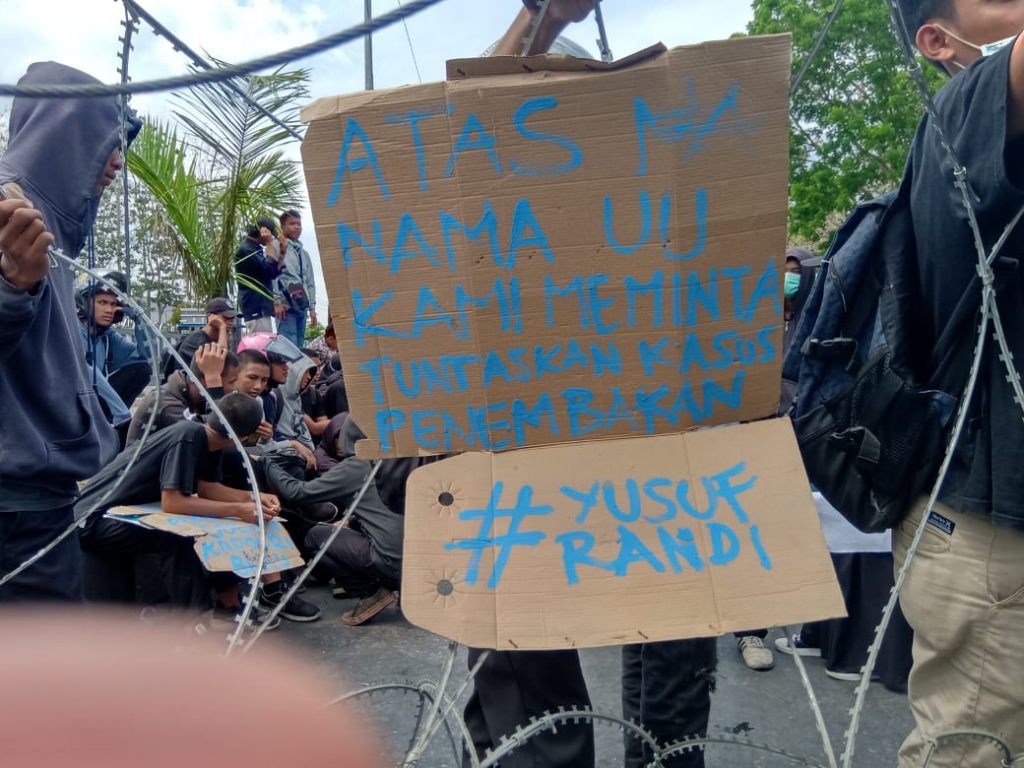 ATAS
NAMA UU
KAMI MEMINTA
TUNTASKAN KASUS
PENEMBAKAN
#YUSUF
RANDI